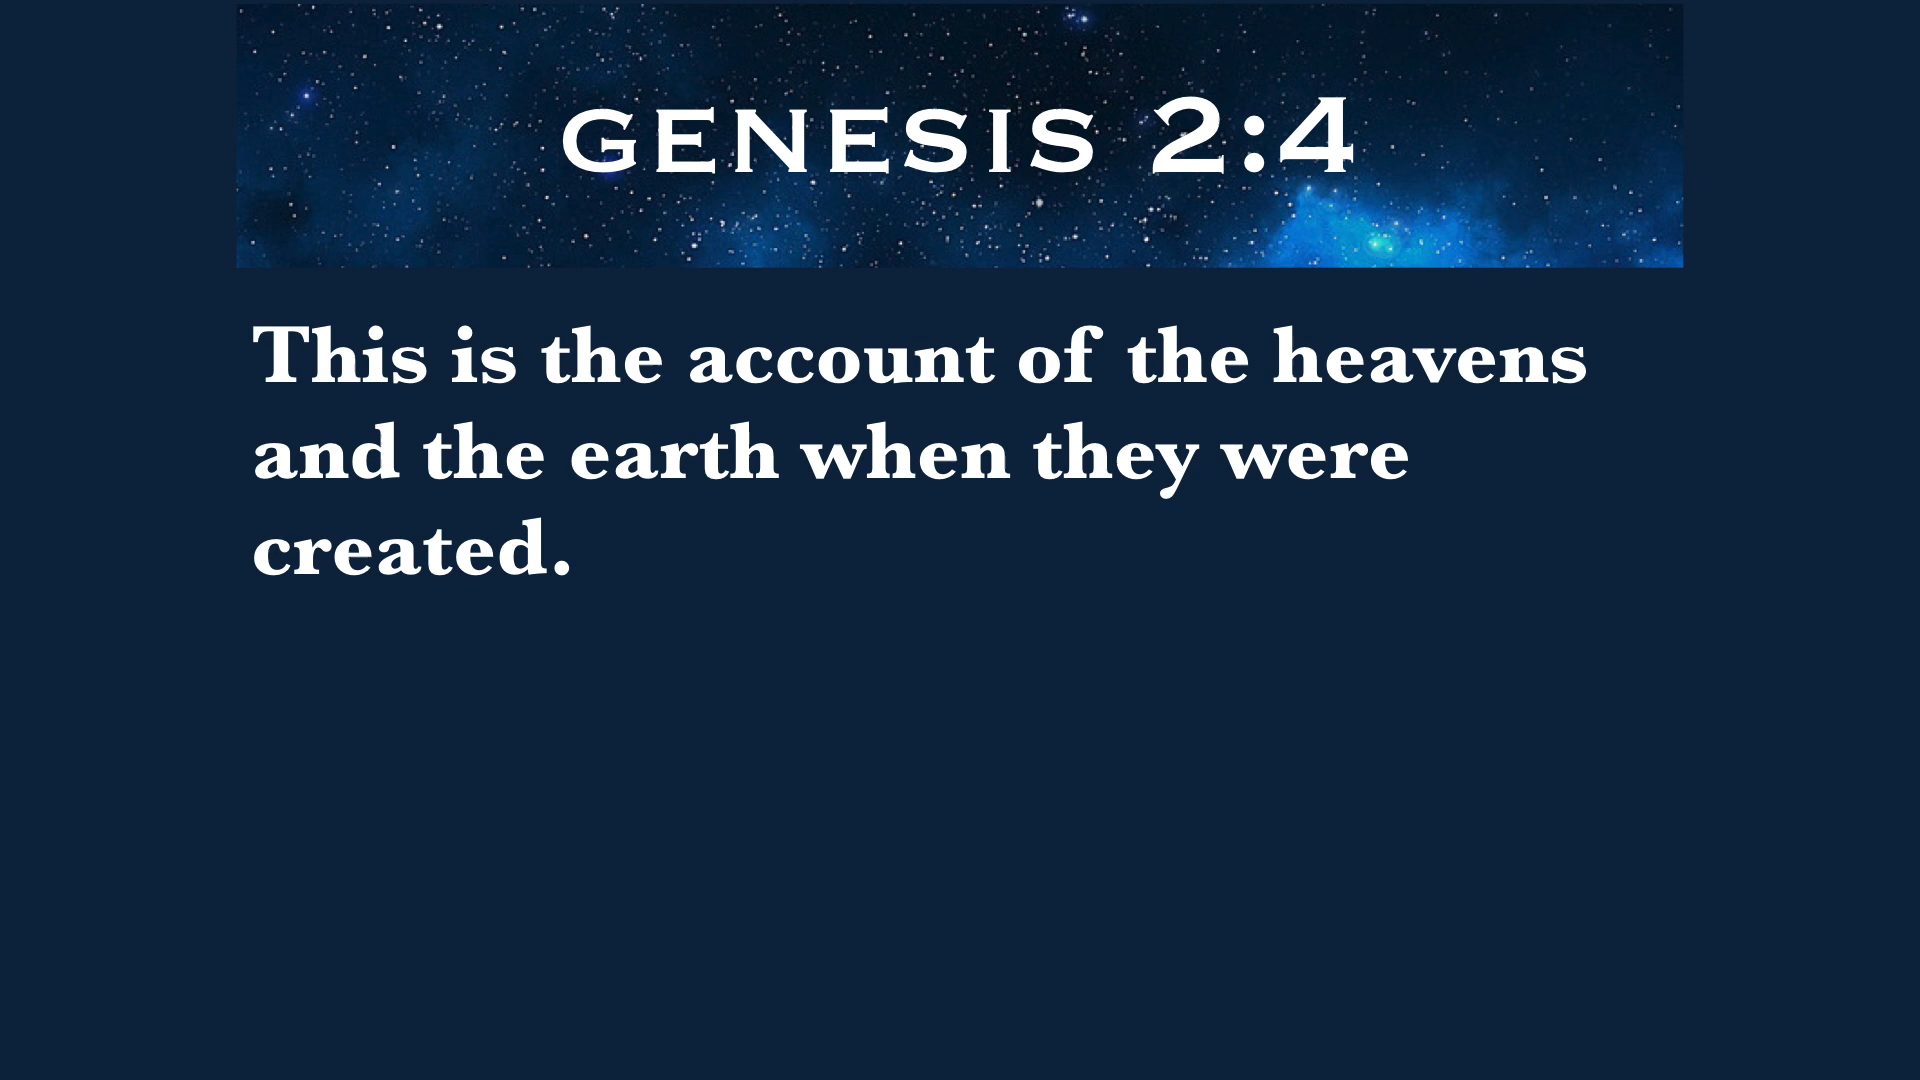 GENESIS 2:4
This is the account of the heavens
and the earth when they were
created.